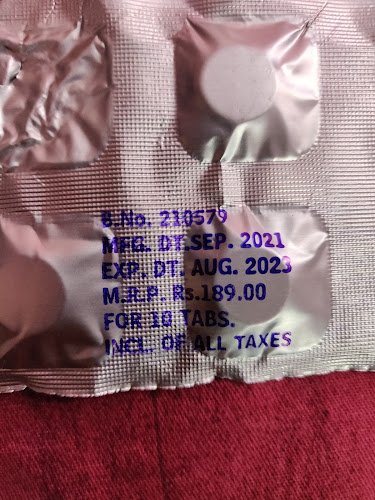 B.No. 210579
MFG. DT.SEP. 2021
EXP. DT. AUG. 2023
M.R.P. Rs.189.00
FOR 10 TABS.
INCL. OF ALL TAXES